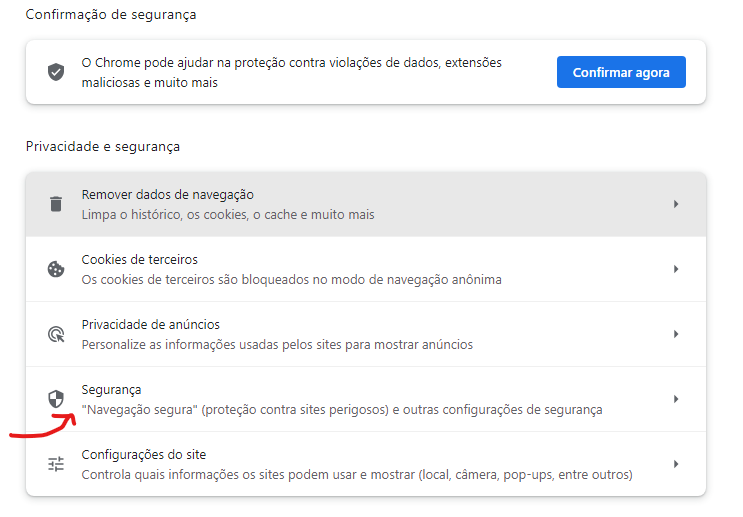 Confirmação de segurança
O Chrome pode ajudar na proteção contra violações de dados, extensões
maliciosas e muito mais
Confirmar agora
Privacidade e segurança
Remover dados de navegação
Limpa o histórico, os cookies, o cache e muito mais
Cookies de terceiros
Os cookies de terceiros são bloqueados no modo de navegação anônima
Privacidade de anúncios
Personalize as informações usadas pelos sites para mostrar anúncios
Segurança
"Navegação segura" (proteção contra sites perigosos) e outras configurações de segurança
Configurações do site
Controla quais informações os sites podem usar e mostrar (local, câmera, pop-ups, entre outros)